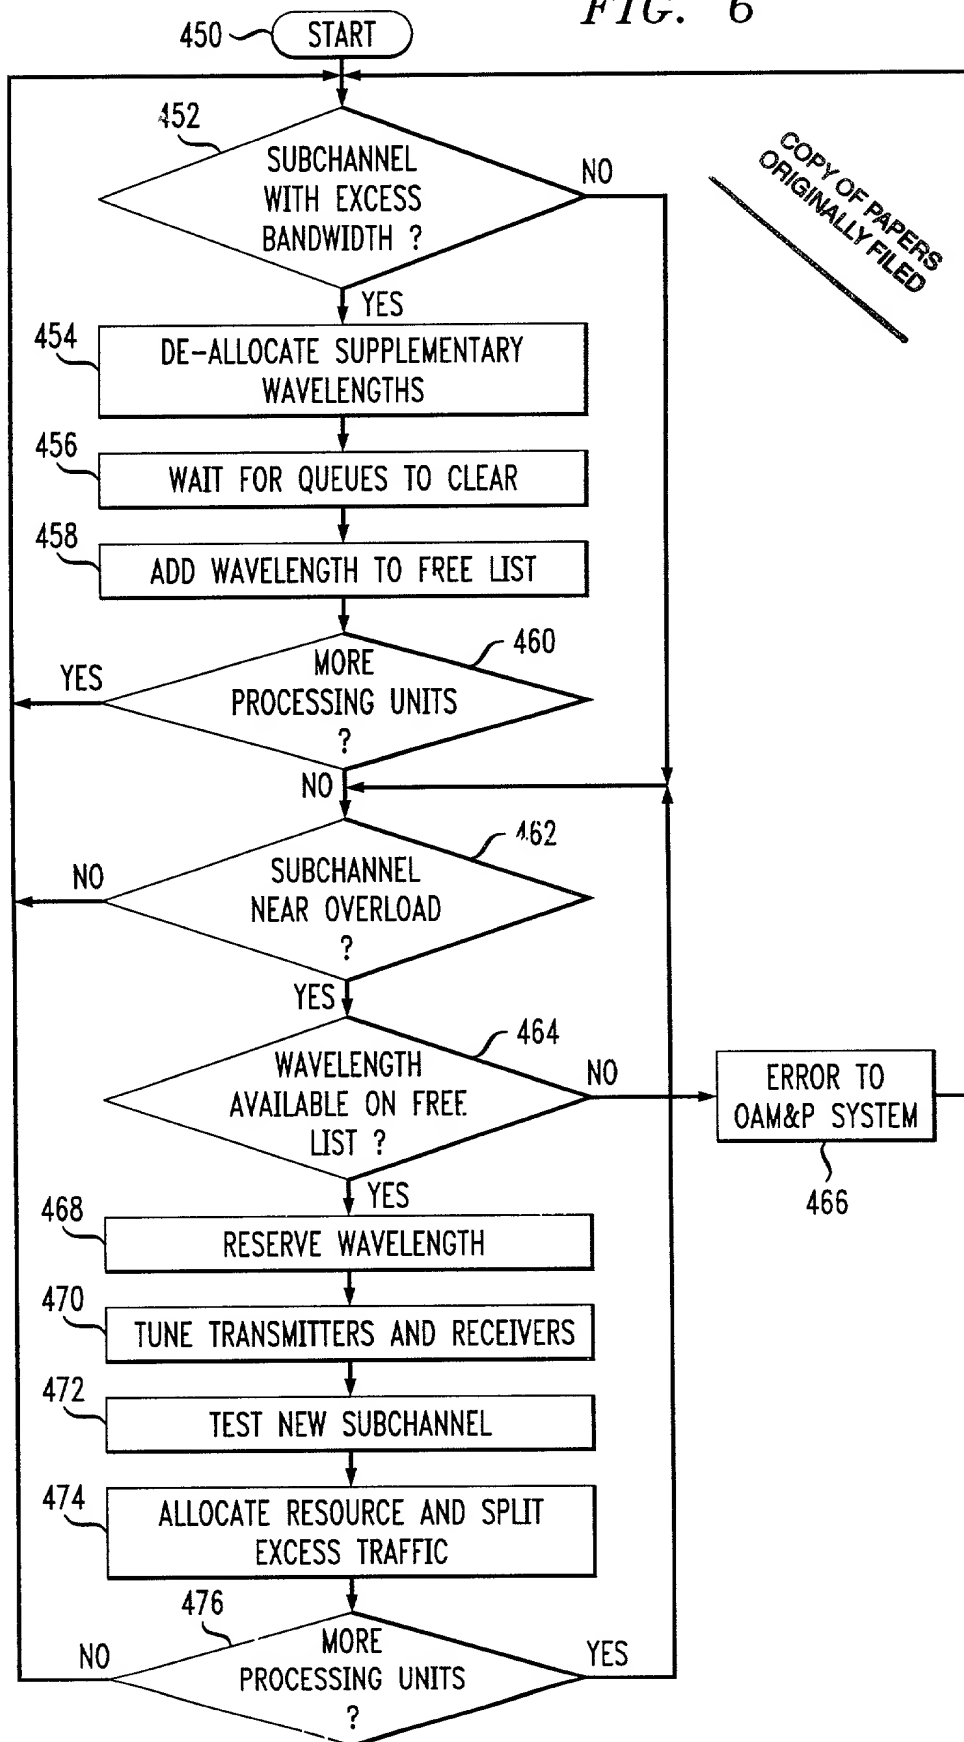 FIG. 6
450
START
452
SUBCHANNEL
WITH EXCESS
BANDWIDTH ?
NO
COPY OF PAPERS
ORIGINALLY FILED
YES
454
DE-ALLOCATE SUPPLEMENTARY
WAVELENGTHS
456
WAIT FOR QUEUES TO CLEAR
458
ADD WAVELENGTH TO FREE LIST
460
YES
MORE
PROCESSING UNITS
?
NO
462
NO
SUBCHANNEL
NEAR OVERLOAD
?
YES
464
WAVELENGTH
AVAILABLE ON FREE
LIST ?
NO
ERROR TO
OAM&P SYSTEM
466
YES
468
RESERVE WAVELENGTH
470
TUNE TRANSMITTERS AND RECEIVERS
472
TEST NEW SUBCHANNEL
474
ALLOCATE RESOURCE AND SPLIT
EXCESS TRAFFIC
476
NO
MORE
PROCESSING UNITS
?
YES